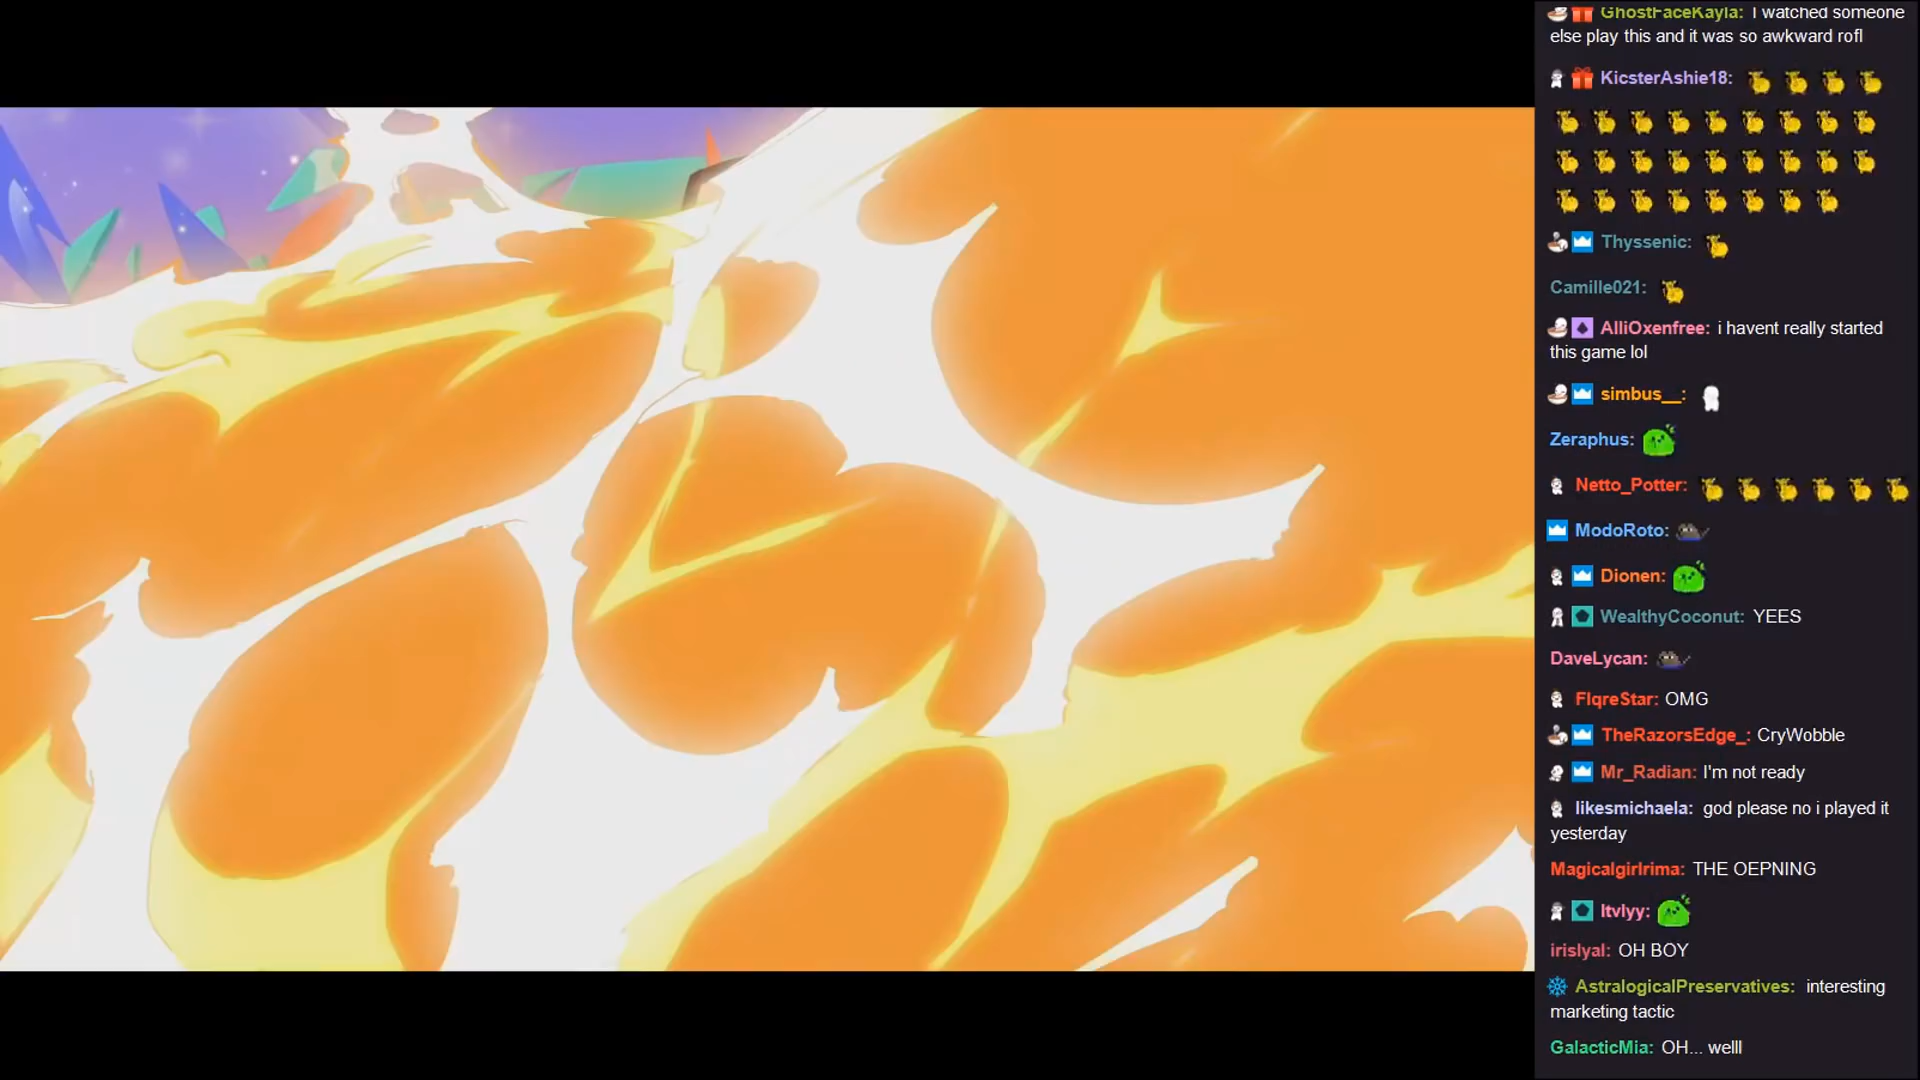 GhostFaceKayla: I watched someone
else play this and it was so awkward rofl
KicsterAshie18:
Thyssenic:
Camille021:
AlliOxenfree: i havent really started
this game lol
simbus__:
Zeraphus:
Netto_Potter:
ModoRoto:
Dionen:
WealthyCoconut: YEES
DaveLycan:
FlqreStar: OMG
TheRazorsEdge_: CryWobble
Mr_Radian: I'm not ready
likesmichaela: god please no i played it
yesterday
Magicalgirlrima: THE OEPNING
ltvlyy:
irislyal: OH BOY
AstralogicalPreservatives: interesting
marketing tactic
GalacticMia: OH... welll